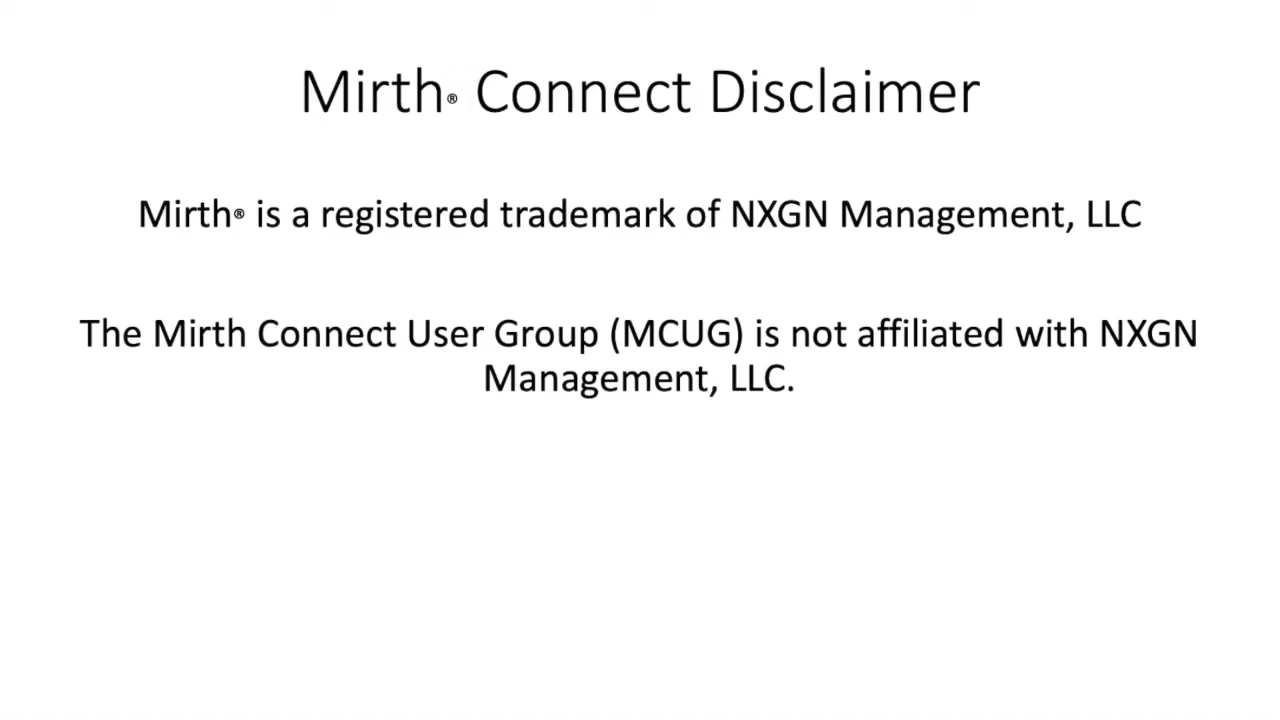 Mirth® Connect Disclaimer
Mirth® is a registered trademark of NXGN Management, LLC
The Mirth Connect User Group (MCUG) is not affiliated with NXGN
Management, LLC.